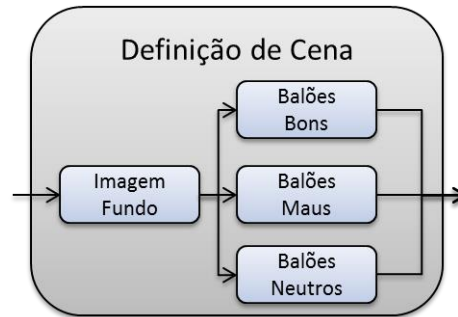 Definição de Cena
Balões
Bons
Imagem
Fundo
Balões
Maus
Balões
Neutros